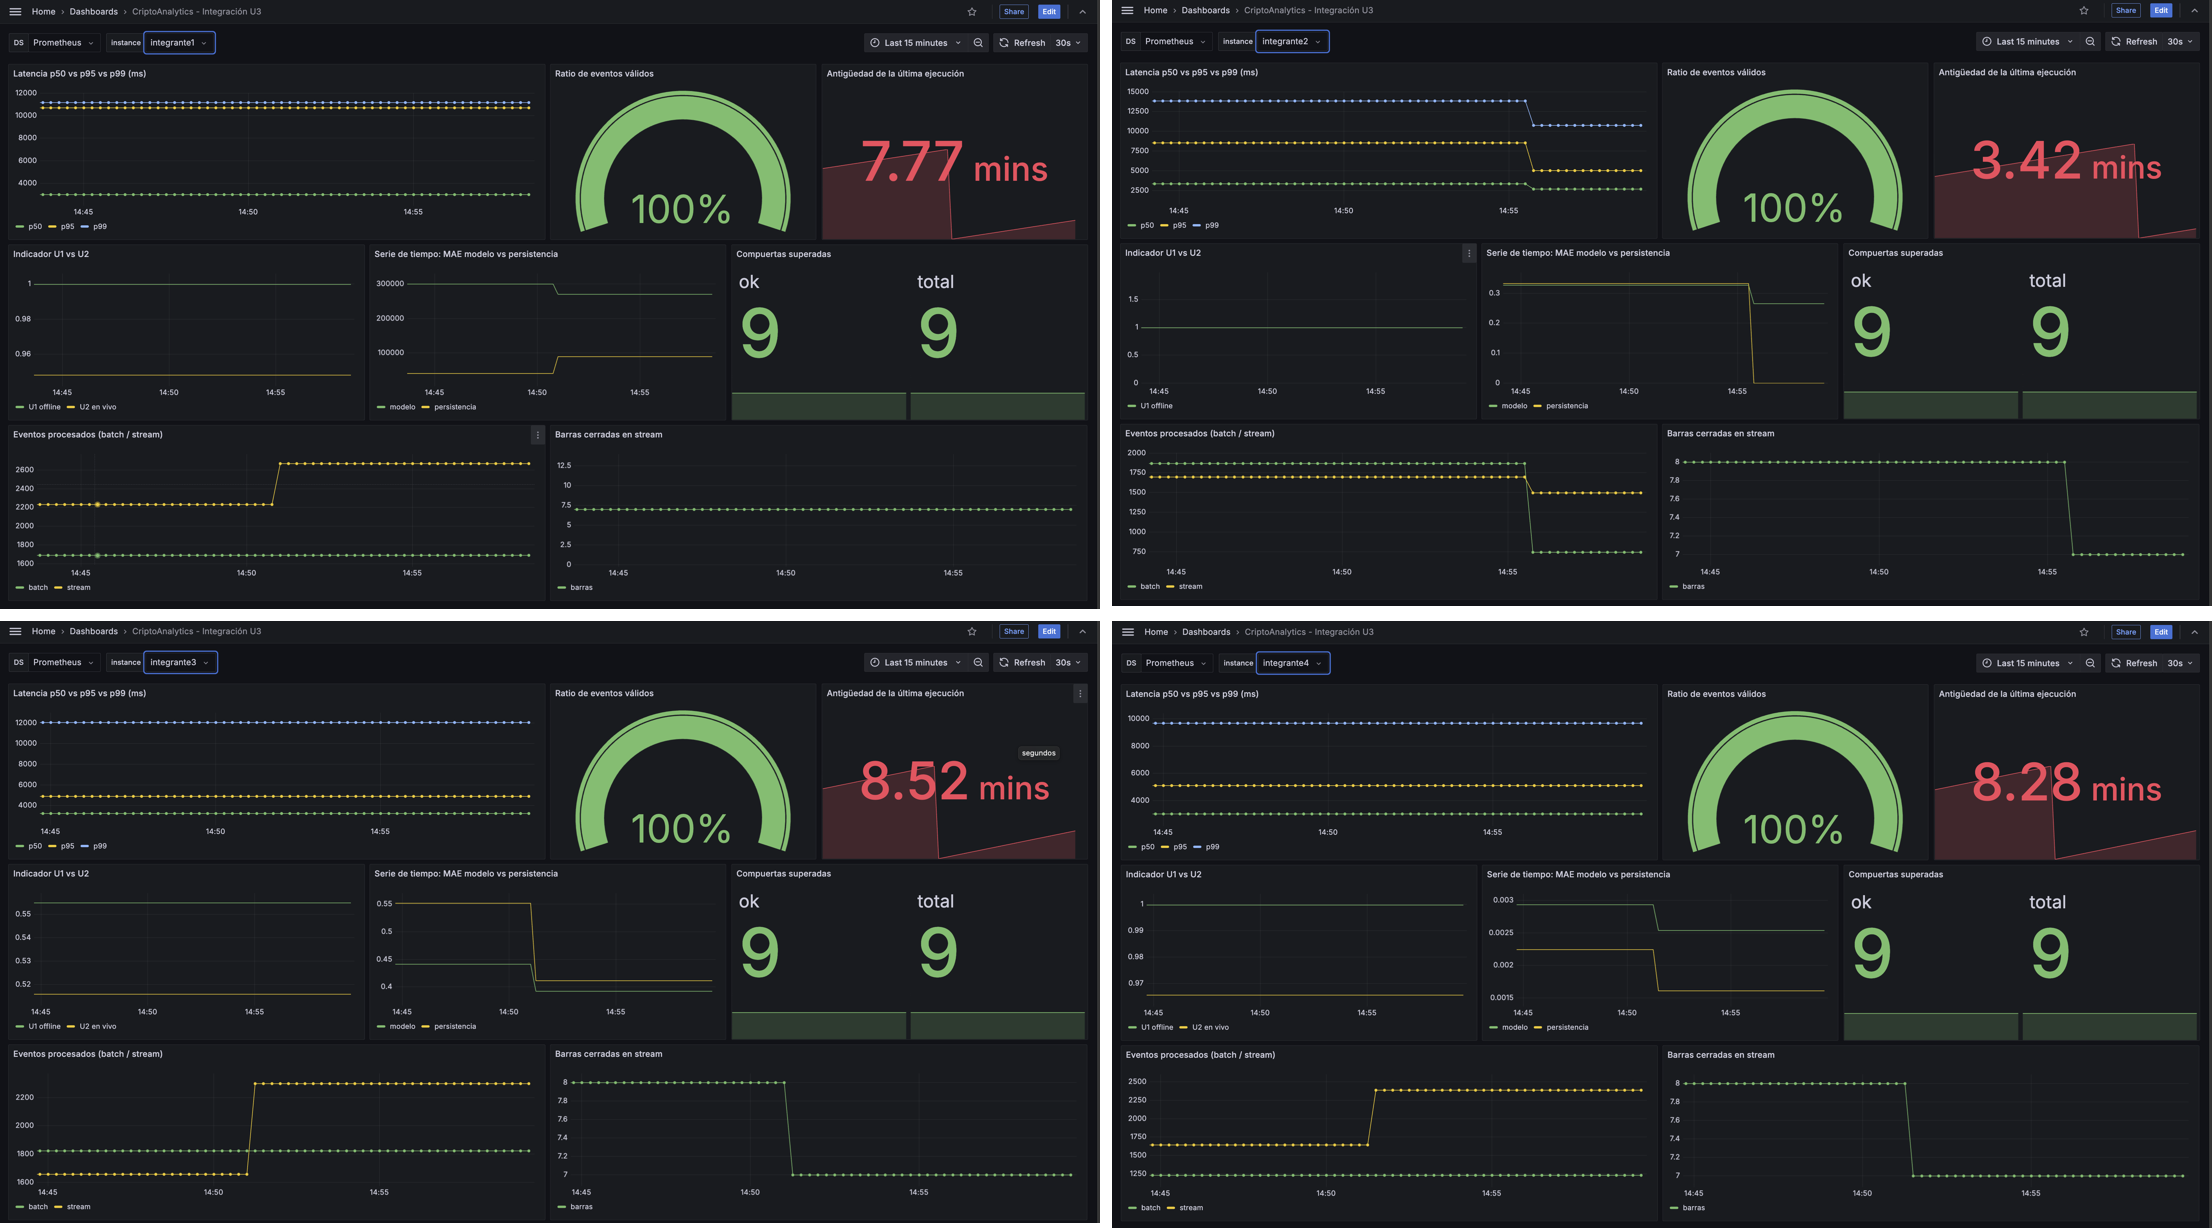 Home › Dashboards › CriptoAnalytics - Integración U3
Share Edit
DS Prometheus instance integrante1
Last 15 minutes Refresh 30s
Latencia p50 vs p95 vs p99 (ms)
12000
10000
8000
6000
4000
14:45 14:50 14:55
p50 p95 p99
Ratio de eventos válidos
100%
Antigüedad de la última ejecución
7.77 mins
Indicador U1 vs U2
1
0.98
0.96
14:45 14:50 14:55
U1 offline U2 en vivo
Serie de tiempo: MAE modelo vs persistencia
300000
200000
100000
14:45 14:50 14:55
modelo persistencia
Compuertas superadas
ok total
9 9
Eventos procesados (batch / stream)
2600
2400
2200
2000
1800
1600
14:45 14:50 14:55
batch stream
Barras cerradas en stream
12.5
10
7.5
5
2.5
0
14:45 14:50 14:55
barras
Home › Dashboards › CriptoAnalytics - Integración U3
Share Edit
DS Prometheus instance integrante2
Last 15 minutes Refresh 30s
Latencia p50 vs p95 vs p99 (ms)
15000
12500
10000
7500
5000
2500
14:45 14:50 14:55
p50 p95 p99
Ratio de eventos válidos
100%
Antigüedad de la última ejecución
3.42 mins
Indicador U1 vs U2
1.5
1
0.5
0
14:45 14:50 14:55
U1 offline
Serie de tiempo: MAE modelo vs persistencia
0.3
0.2
0.1
0
14:45 14:50 14:55
modelo persistencia
Compuertas superadas
ok total
9 9
Eventos procesados (batch / stream)
2000
1750
1500
1250
1000
750
14:45 14:50 14:55
batch stream
Barras cerradas en stream
8
7.8
7.6
7.4
7.2
7
14:45 14:50 14:55
barras
Home › Dashboards › CriptoAnalytics - Integración U3
Share Edit
DS Prometheus instance integrante3
Last 15 minutes Refresh 30s
Latencia p50 vs p95 vs p99 (ms)
12000
10000
8000
6000
4000
14:45 14:50 14:55
p50 p95 p99
Ratio de eventos válidos
100%
Antigüedad de la última ejecución
segundos
8.52 mins
Indicador U1 vs U2
0.55
0.54
0.53
0.52
14:45 14:50 14:55
U1 offline U2 en vivo
Serie de tiempo: MAE modelo vs persistencia
0.55
0.5
0.45
0.4
14:45 14:50 14:55
modelo persistencia
Compuertas superadas
ok total
9 9
Eventos procesados (batch / stream)
2200
2000
1800
1600
14:45 14:50 14:55
batch stream
Barras cerradas en stream
8
7.8
7.6
7.4
7.2
7
14:45 14:50 14:55
barras
Home › Dashboards › CriptoAnalytics - Integración U3
Share Edit
DS Prometheus instance integrante4
Last 15 minutes Refresh 30s
Latencia p50 vs p95 vs p99 (ms)
10000
8000
6000
4000
14:45 14:50 14:55
p50 p95 p99
Ratio de eventos válidos
100%
Antigüedad de la última ejecución
8.28 mins
Indicador U1 vs U2
1
0.99
0.98
0.97
14:45 14:50 14:55
U1 offline U2 en vivo
Serie de tiempo: MAE modelo vs persistencia
0.003
0.0025
0.002
0.0015
14:45 14:50 14:55
modelo persistencia
Compuertas superadas
ok total
9 9
Eventos procesados (batch / stream)
2500
2250
2000
1750
1500
1250
14:45 14:50 14:55
batch stream
Barras cerradas en stream
8
7.8
7.6
7.4
7.2
7
14:45 14:50 14:55
barras